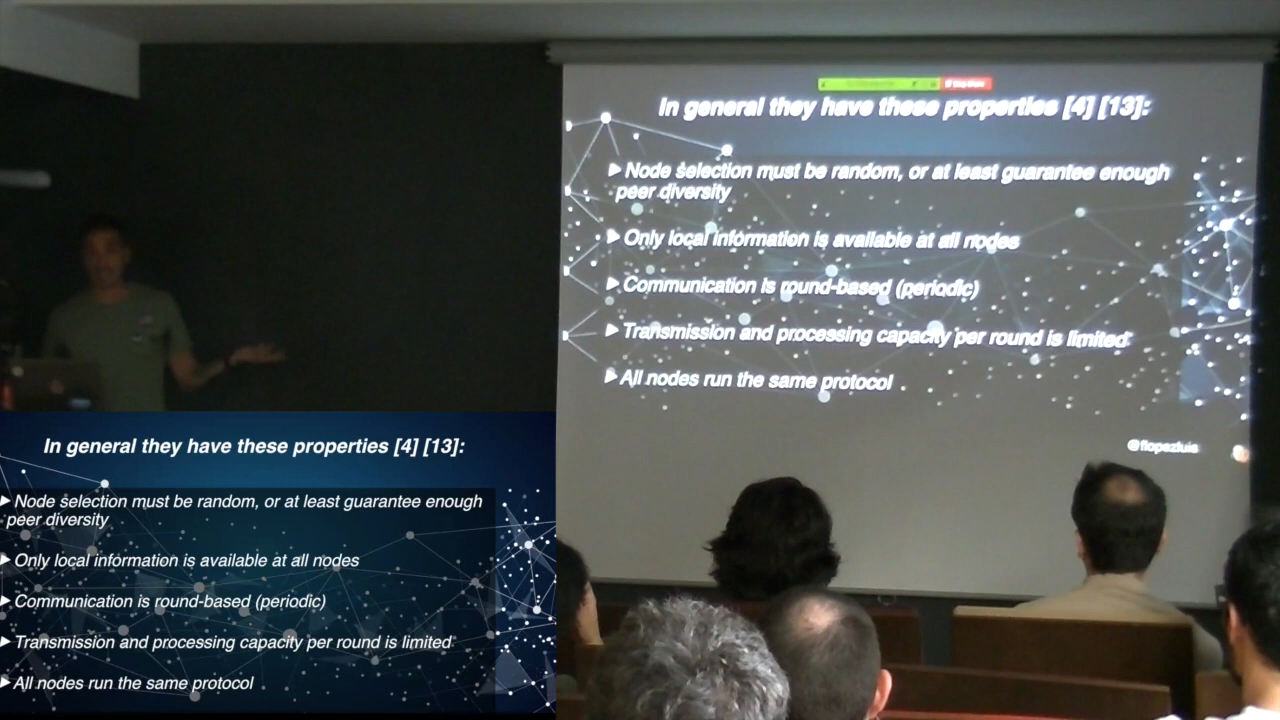 In general they have these properties [4] [13]:
▶ Node selection must be random, or at least guarantee enough
peer diversity
▶ Only local information is available at all nodes
▶ Communication is round-based (periodic)
▶ Transmission and processing capacity per round is limited
▶ All nodes run the same protocol
@flopezluis
In general they have these properties [4] [13]:
▶ Node selection must be random, or at least guarantee enough
peer diversity
▶ Only local information is available at all nodes
▶ Communication is round-based (periodic)
▶ Transmission and processing capacity per round is limited
▶ All nodes run the same protocol